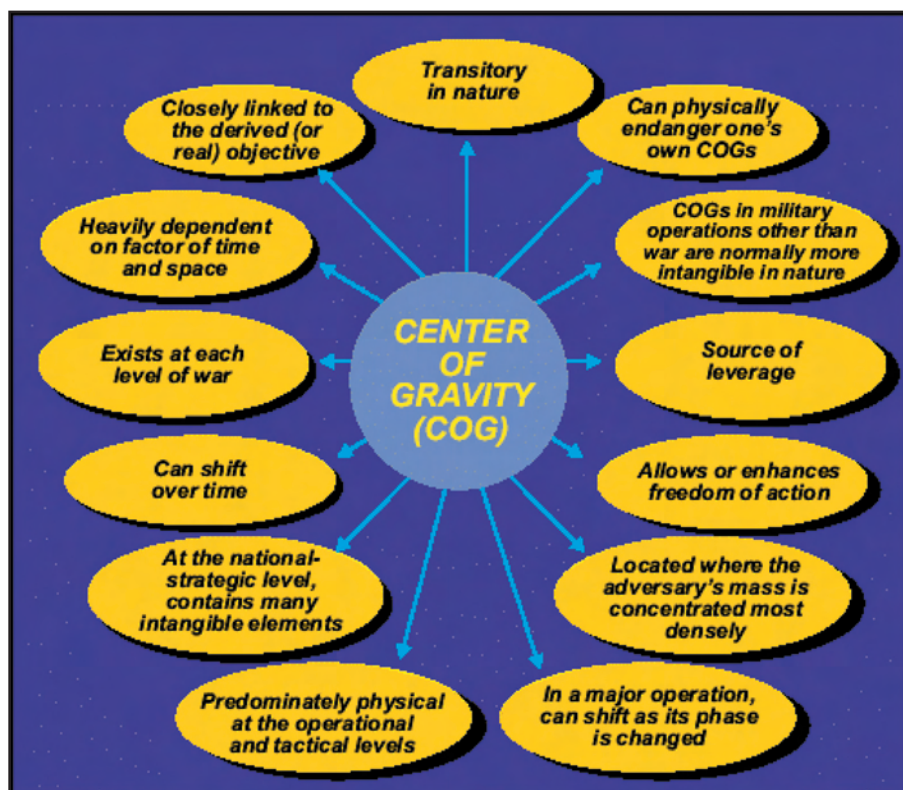 Transitory
in nature
Can physically
endanger one's
own COGs
COGs in military
operations other than
war are normally more
intangible in nature
Source of
leverage
Allows or enhances
freedom of action
Located where the
adversary's mass is
concentrated most
densely
In a major operation,
can shift as its phase
is changed
Predominately physical
at the operational
and tactical levels
At the national-
strategic level,
contains many
intangible elements
Can shift
over time
Exists at each
level of war
Heavily dependent
on factor of time
and space
Closely linked to
the derived (or
real) objective
CENTER
OF
GRAVITY
(COG)